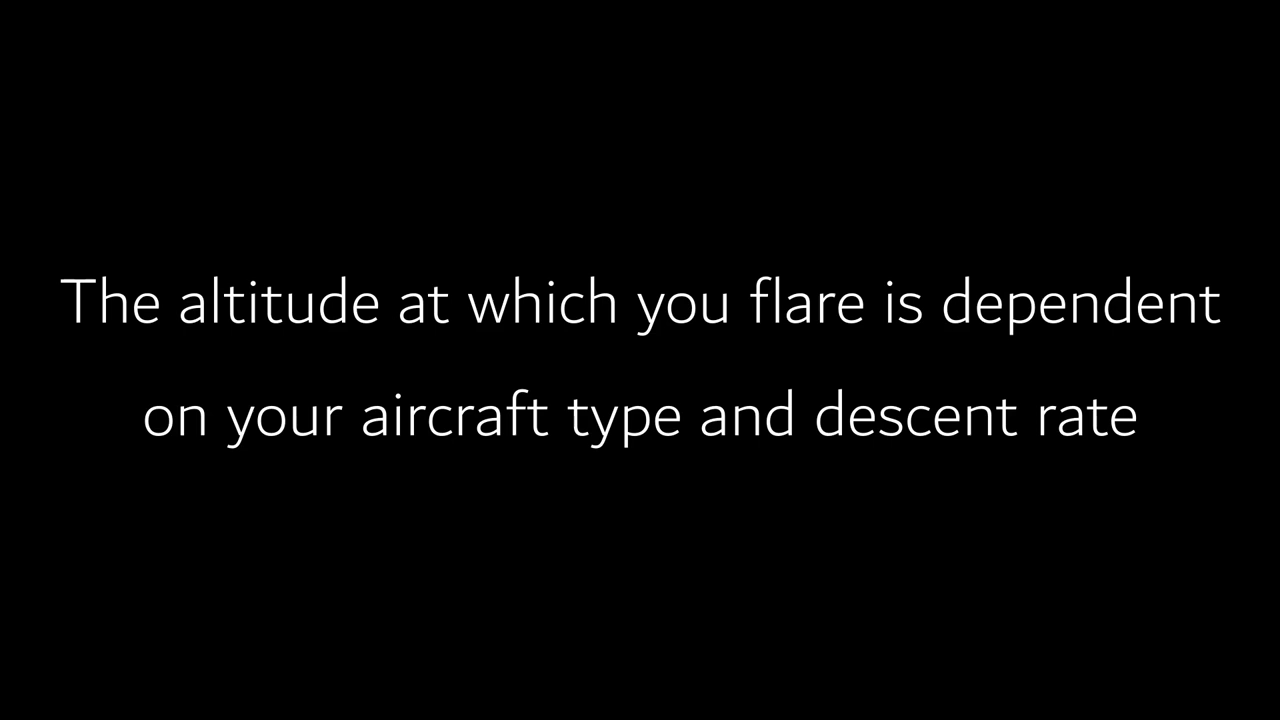 The altitude at which you flare is dependent
on your aircraft type and descent rate